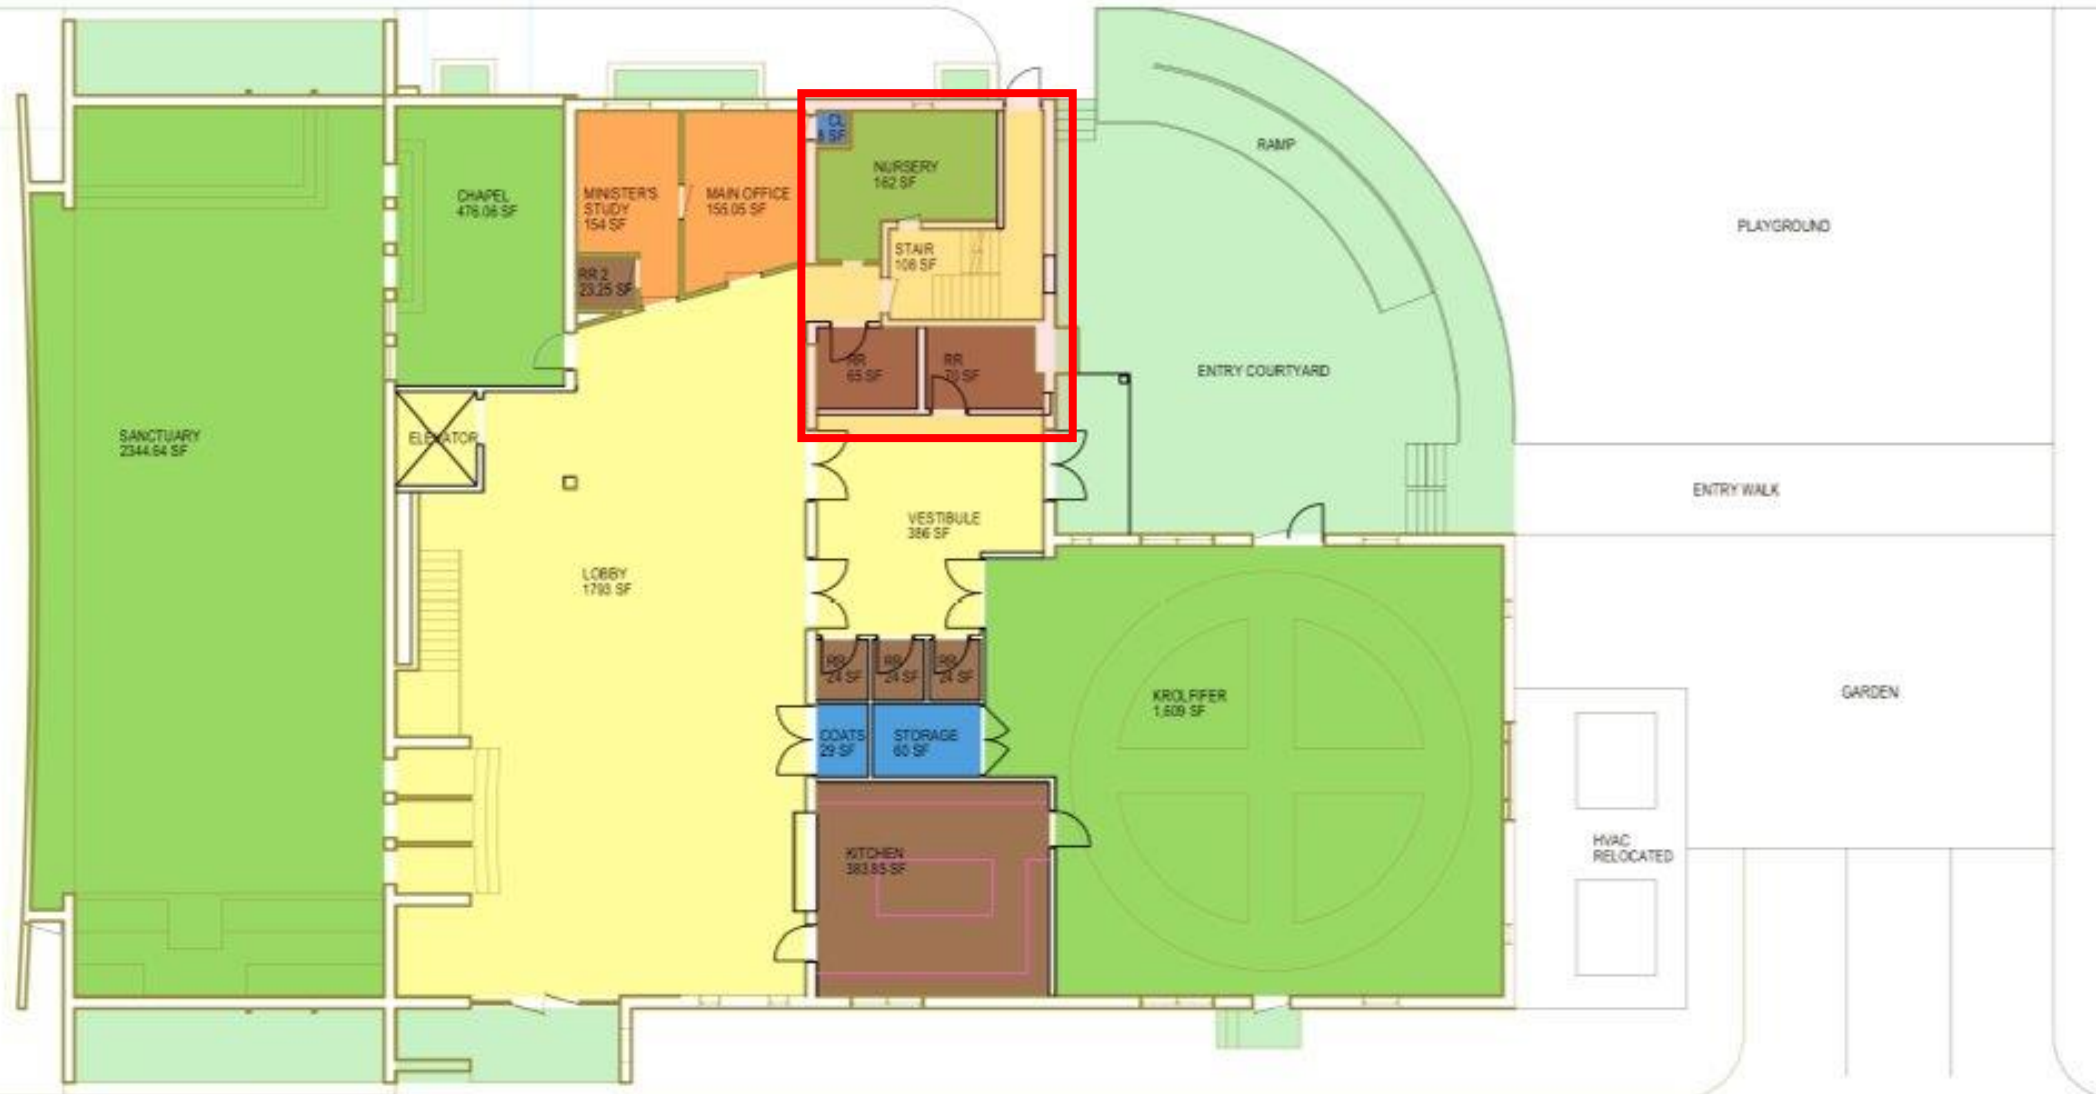 CL
NURSERY
162 SF
RAMP
CHAPEL
476.06 SF
MINISTER'S
STUDY
154 SF
MAIN OFFICE
155.05 SF
PLAYGROUND
STAIR
108 SF
RR 2
23.25 SF
RR
65 SF
RR
70 SF
ENTRY COURTYARD
SANCTUARY
2344.64 SF
ELEVATOR
ENTRY WALK
VESTIBULE
386 SF
LOBBY
1793 SF
RR
24 SF
RR
24 SF
RR
24 SF
KROLFIFER
1,609 SF
GARDEN
COATS
29 SF
STORAGE
60 SF
KITCHEN
383.85 SF
HVAC
RELOCATED